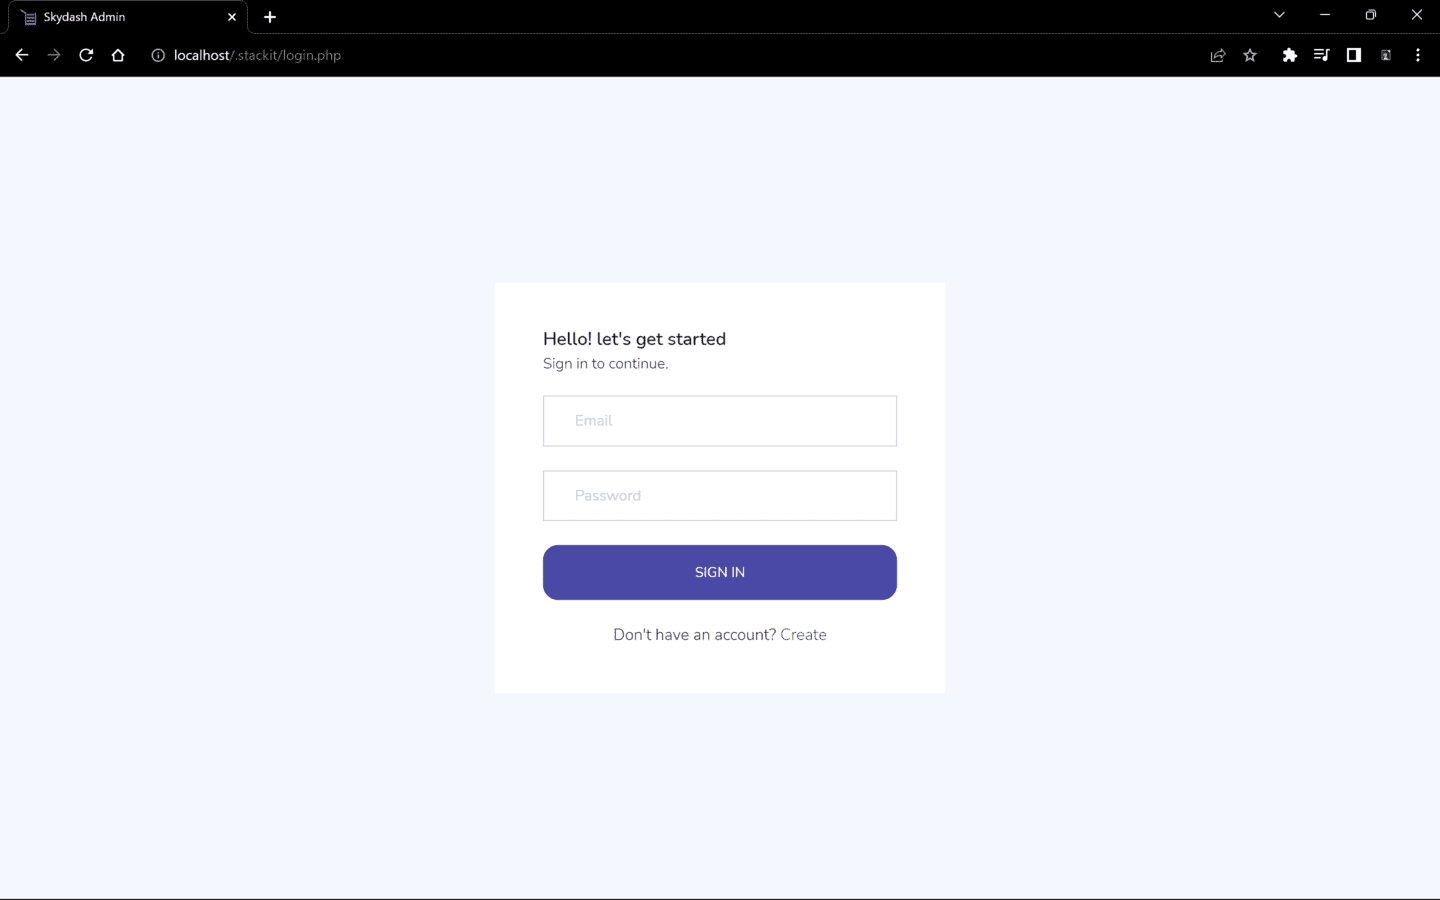 Skydash Admin
localhost/.stackit/login.php
Hello! let's get started
Sign in to continue.
Email
Password
SIGN IN
Don't have an account? Create